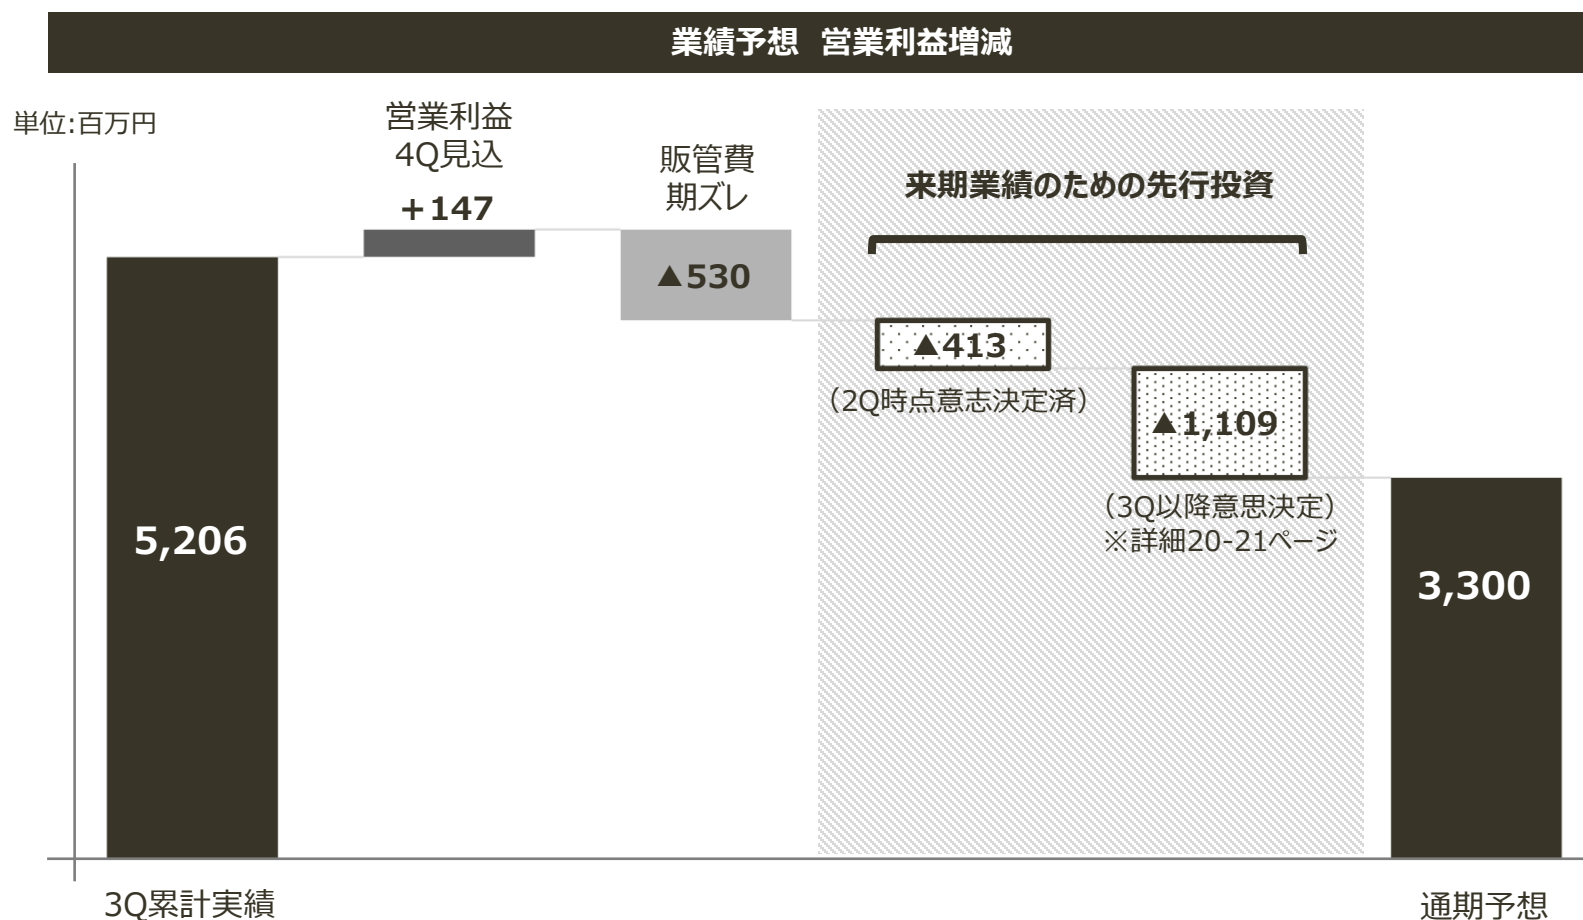 業績予想 営業利益増減
単位:百万円
営業利益
4Q見込
+147
販管費
期ズレ
▲530
来期業績のための先行投資
▲413
（2Q時点意志決定済）
▲1,109
（3Q以降意思決定）
※詳細20-21ページ
5,206
3,300
3Q累計実績
通期予想